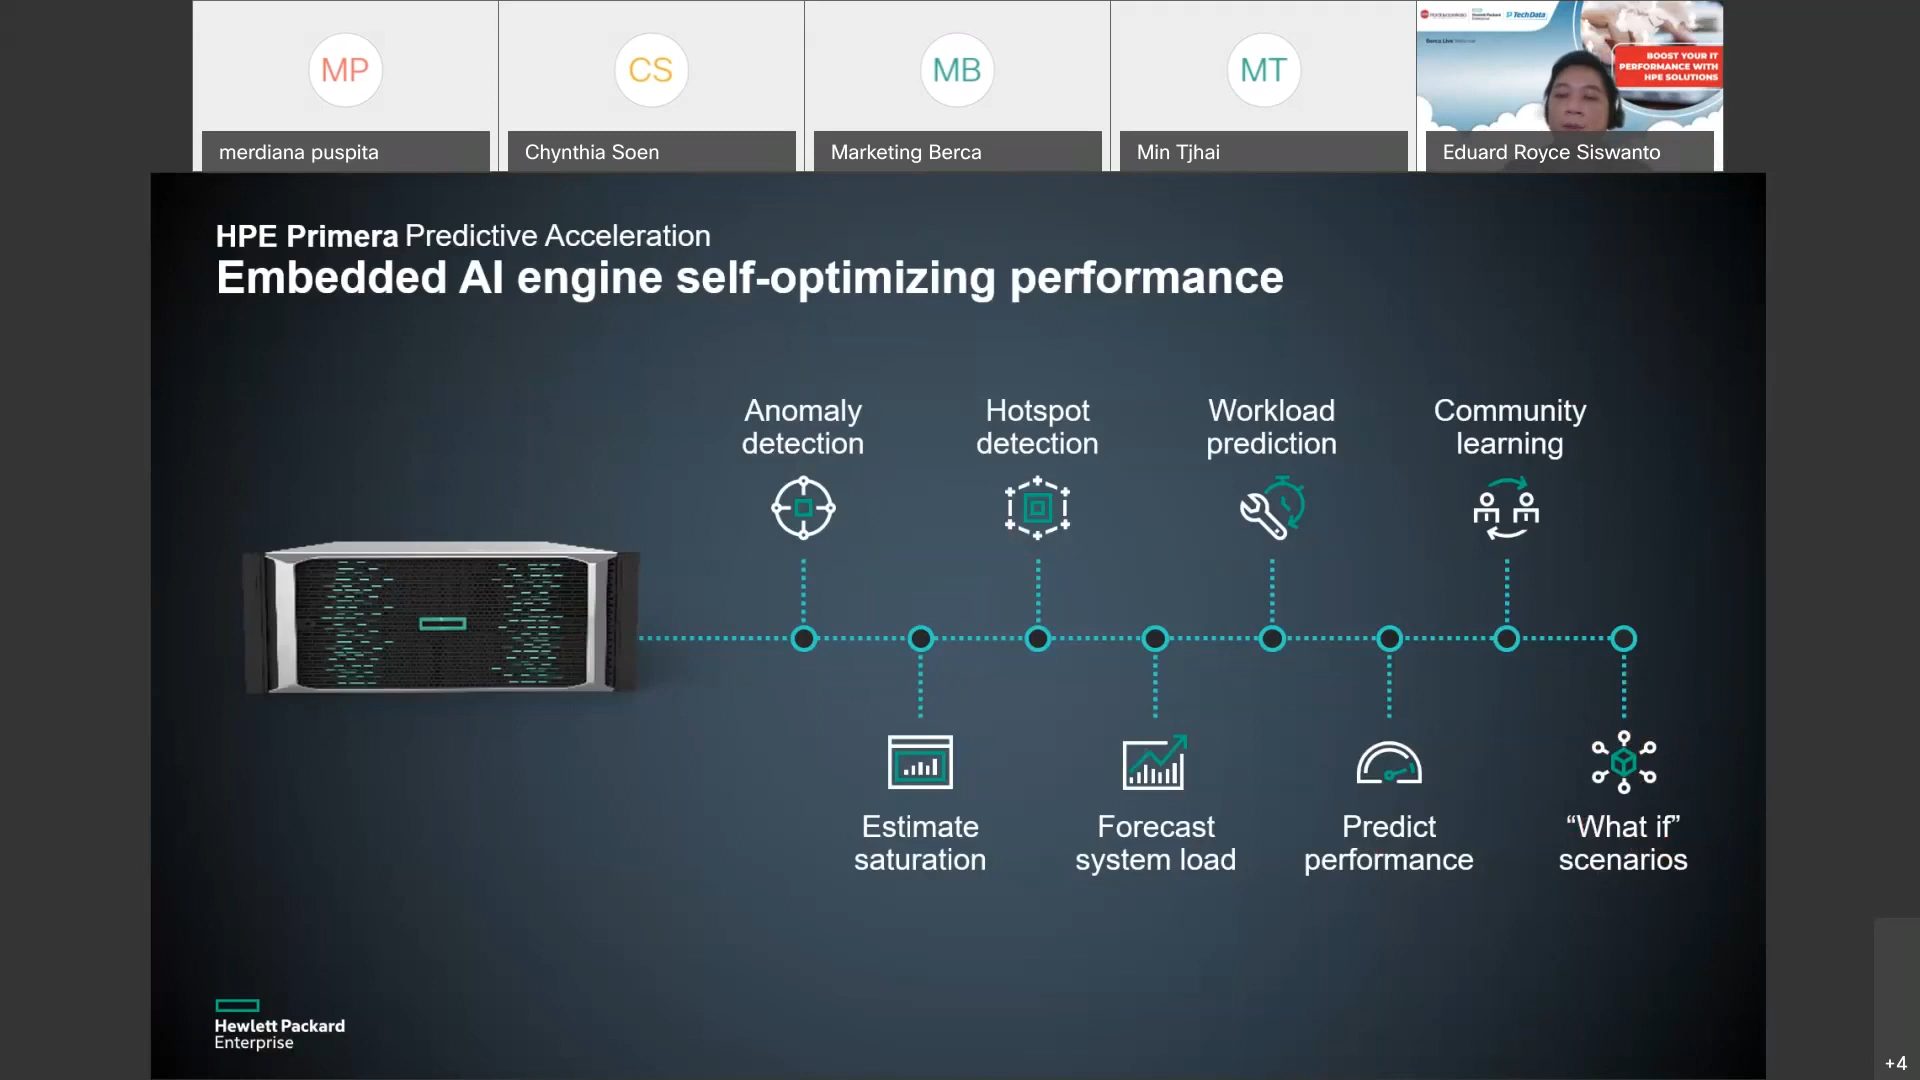 MP
CS
MB
MT
TechData
BOOST YOUR IT
PERFORMANCE WITH
HPE SOLUTIONS
merdiana puspita
Chynthia Soen
Marketing Berca
Min Tjhai
Eduard Royce Siswanto
HPE Primera Predictive Acceleration
Embedded AI engine self-optimizing performance
Anomaly
detection
Hotspot
detection
Workload
prediction
Community
learning
Estimate
saturation
Forecast
system load
Predict
performance
“What if”
scenarios
Hewlett Packard
Enterprise
+4